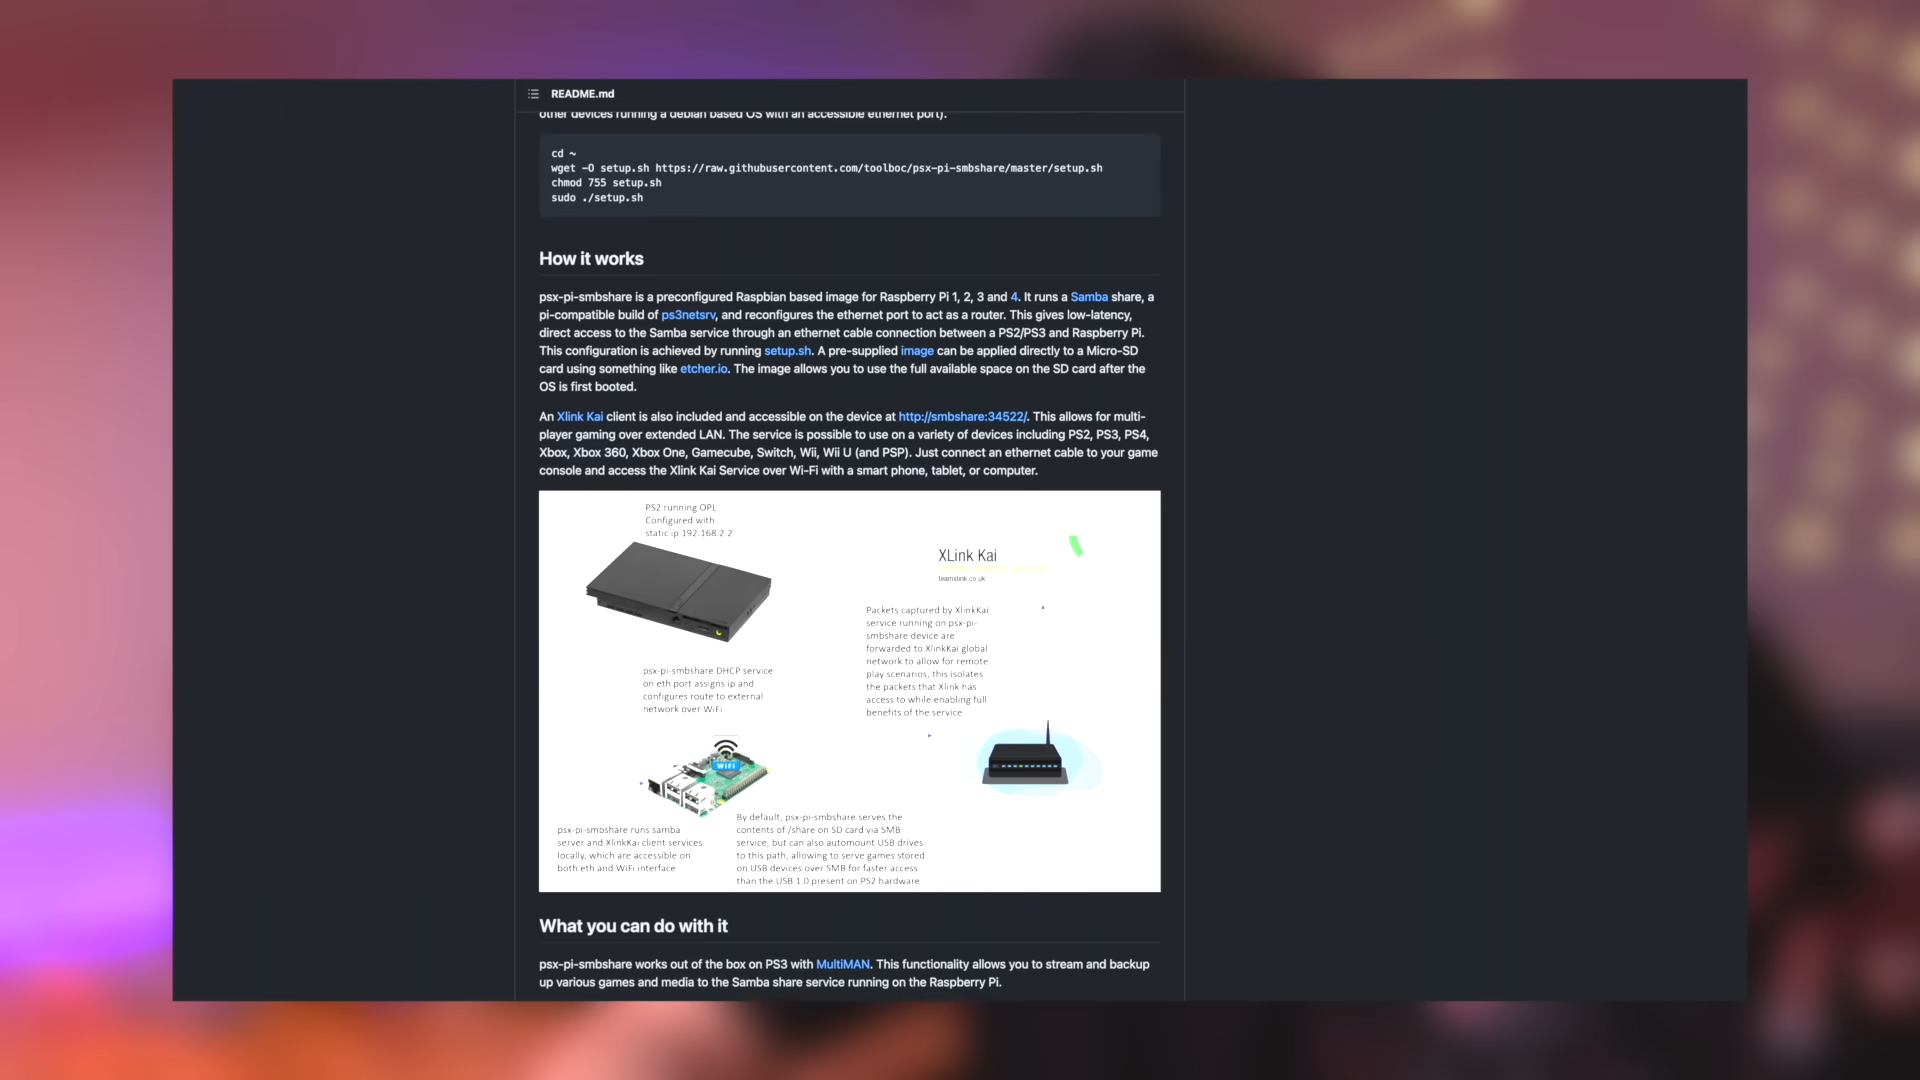 README.md
other devices running a debian based OS with an accessible ethernet port).
cd ~
wget -O setup.sh https://raw.githubusercontent.com/toolboc/psx-pi-smbshare/master/setup.sh
chmod 755 setup.sh
sudo ./setup.sh
How it works
psx-pi-smbshare is a preconfigured Raspbian based image for Raspberry Pi 1, 2, 3 and 4. It runs a Samba share, a
pi-compatible build of ps3netsrv, and reconfigures the ethernet port to act as a router. This gives low-latency,
direct access to the Samba service through an ethernet cable connection between a PS2/PS3 and Raspberry Pi.
This configuration is achieved by running setup.sh. A pre-supplied image can be applied directly to a Micro-SD
card using something like etcher.io. The image allows you to use the full available space on the SD card after the
OS is first booted.
An Xlink Kai client is also included and accessible on the device at http://smbshare:34522/. This allows for multi-
player gaming over extended LAN. The service is possible to use on a variety of devices including PS2, PS3, PS4,
Xbox, Xbox 360, Xbox One, Gamecube, Switch, Wii, Wii U (and PSP). Just connect an ethernet cable to your game
console and access the Xlink Kai Service over Wi-Fi with a smart phone, tablet, or computer.
PS2 running OPL
Configured with
static ip 192.168.2.2
XLink Kai
teamxlink.co.uk
Packets captured by XlinkKai
service running on psx-pi-
smbshare device are
forwarded to XlinkKai global
network to allow for remote
play scenarios, this isolates
the packets that Xlink has
access to while enabling full
benefits of the service
psx-pi-smbshare DHCP service
on eth port assigns ip and
configures route to external
network over WiFi
WIFI
psx-pi-smbshare runs samba
server and XlinkKai client services
locally, which are accessible on
both eth and WiFi interface
By default, psx-pi-smbshare serves the
contents of /share on SD card via SMB
service, but can also automount USB drives
to this path, allowing to serve games stored
on USB devices over SMB for faster access
than the USB 1.0 present on PS2 hardware
What you can do with it
psx-pi-smbshare works out of the box on PS3 with MultiMAN. This functionality allows you to stream and backup
up various games and media to the Samba share service running on the Raspberry Pi.